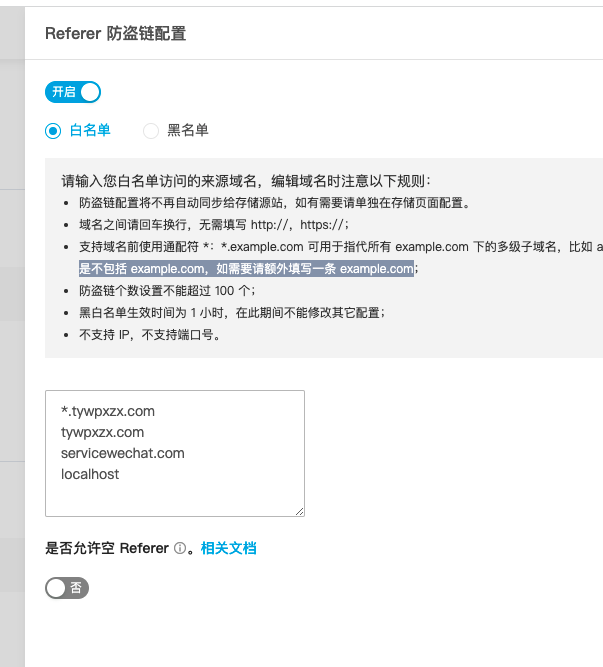 Referer 防盗链配置
开启
白名单 黑名单
请输入您白名单访问的来源域名，编辑域名时注意以下规则：
• 防盗链配置将不再自动同步给存储源站，如有需要请单独在存储页面配置。
• 域名之间请回车换行，无需填写 http://，https://；
• 支持域名前使用通配符 *：*.example.com 可用于指代所有 example.com 下的多级子域名，比如 a
是不包括 example.com，如需要请额外填写一条 example.com；
• 防盗链个数设置不能超过 100 个；
• 黑白名单生效时间为 1 小时，在此期间不能修改其它配置；
• 不支持 IP，不支持端口号。
*.tywpxzx.com
tywpxzx.com
servicewechat.com
localhost
是否允许空 Referer ⓘ。相关文档
否